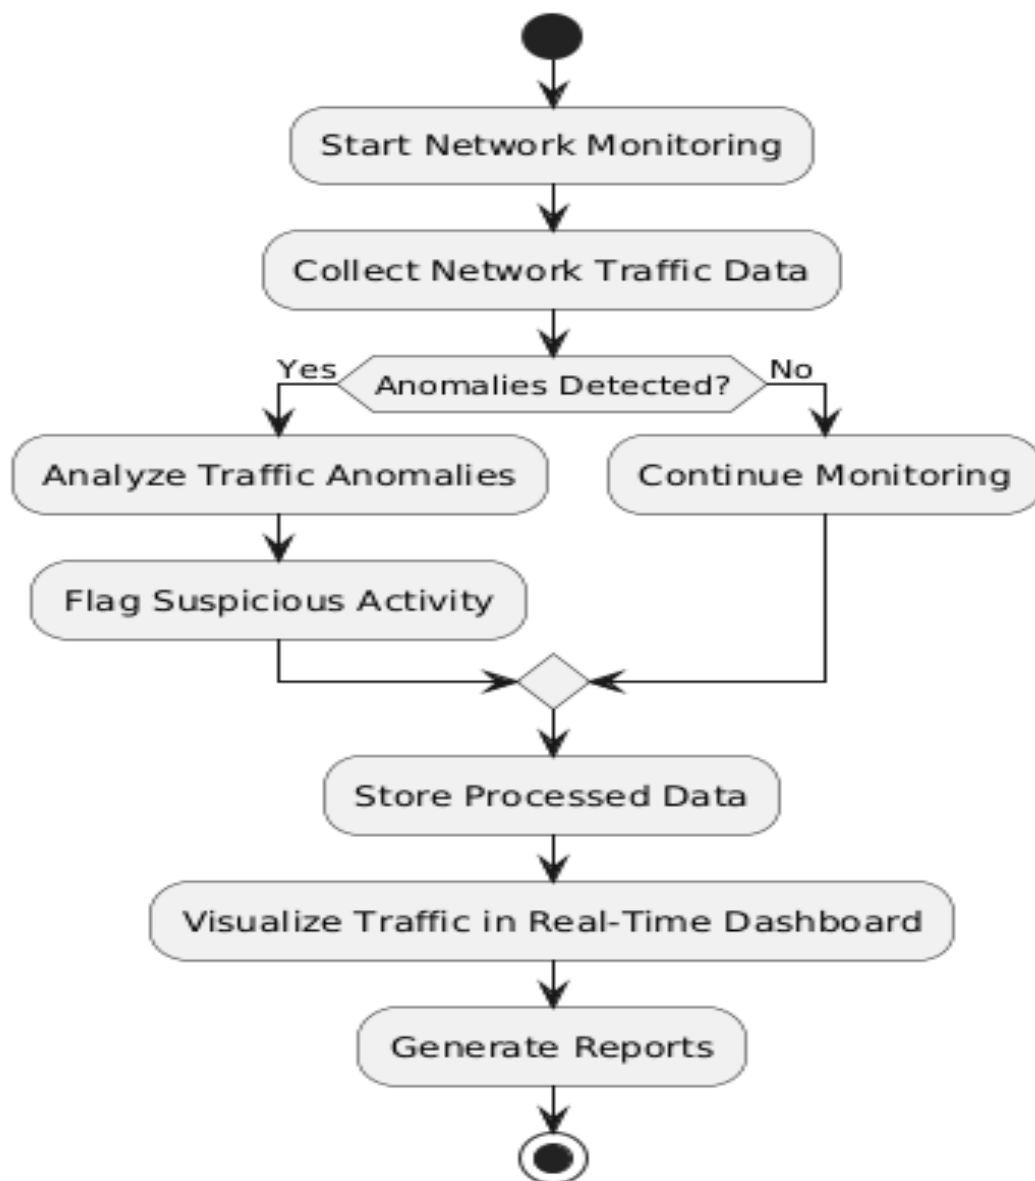 Start Network Monitoring
Collect Network Traffic Data
Yes
Anomalies Detected?
No
Analyze Traffic Anomalies
Continue Monitoring
Flag Suspicious Activity
Store Processed Data
Visualize Traffic in Real-Time Dashboard
Generate Reports